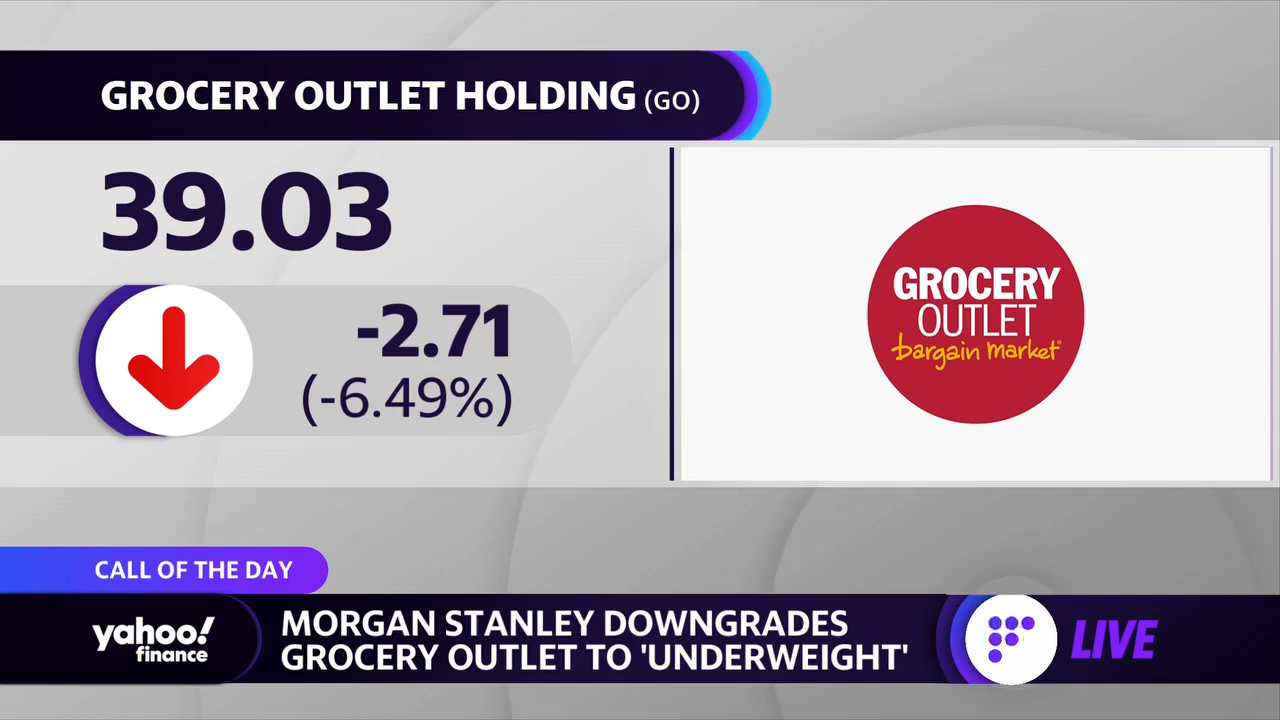 GROCERY OUTLET HOLDING (GO)
39.03
-2.71
(-6.49%)
GROCERY
OUTLET
bargain market
CALL OF THE DAY
yahoo!
finance
MORGAN STANLEY DOWNGRADES
GROCERY OUTLET TO 'UNDERWEIGHT'
LIVE